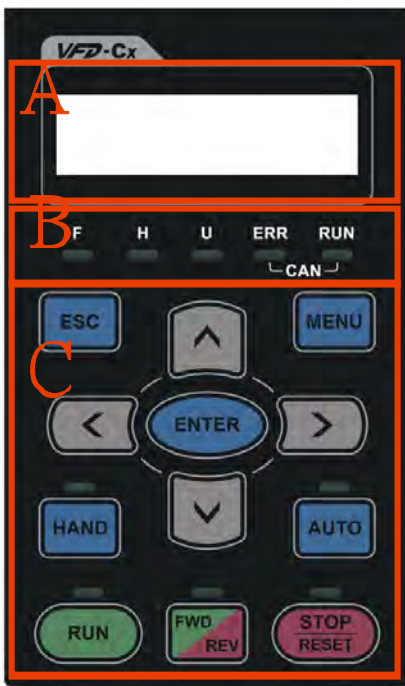 VFD-Cx
A
B
F H U ERR RUN
CAN
C
ESC MENU
ENTER
HAND AUTO
RUN FWD REV STOP RESET